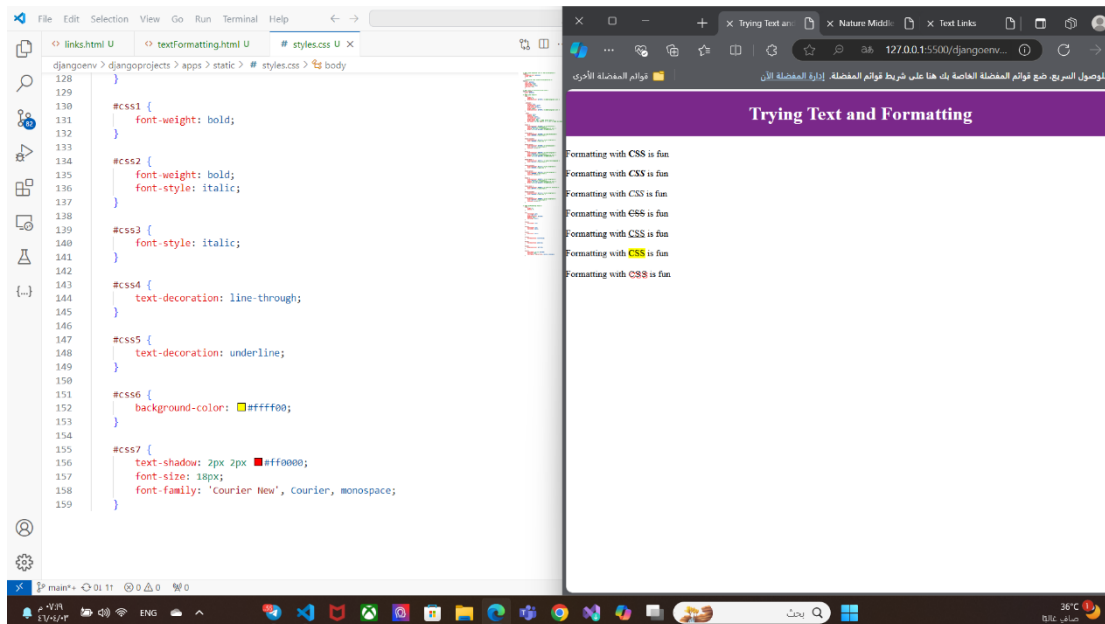 File Edit Selection View Go Run Terminal Help
links.html U textFormatting.html U # styles.css U
djangoenv > djangoprojects > apps > static > # styles.css > body
128 }
129
130 #css1 {
131 font-weight: bold;
132 }
133
134 #css2 {
135 font-weight: bold;
136 font-style: italic;
137 }
138
139 #css3 {
140 font-style: italic;
141 }
142
143 #css4 {
144 text-decoration: line-through;
145 }
146
147 #css5 {
148 text-decoration: underline;
149 }
150
151 #css6 {
152 background-color: #ffff00;
153 }
154
155 #css7 {
156 text-shadow: 2px 2px #ff0000;
157 font-size: 18px;
158 font-family: 'Courier New', Courier, monospace;
159 }
82
main*+ 0↓ 1↑ 0 0 0
Trying Text and
Nature Middle
Text Links
127.0.0.1:5500/djangoenv...
للوصول السريع، ضع قوائم المفضلة الخاصة بك هنا على شريط قوائم المفضلة. إدارة المفضلة الآن
قوائم المفضلة الأخرى
Trying Text and Formatting
Formatting with CSS is fun
Formatting with CSS is fun
Formatting with CSS is fun
Formatting with CSS is fun
Formatting with CSS is fun
Formatting with CSS is fun
Formatting with CSS is fun
ENG
بحث
36°C